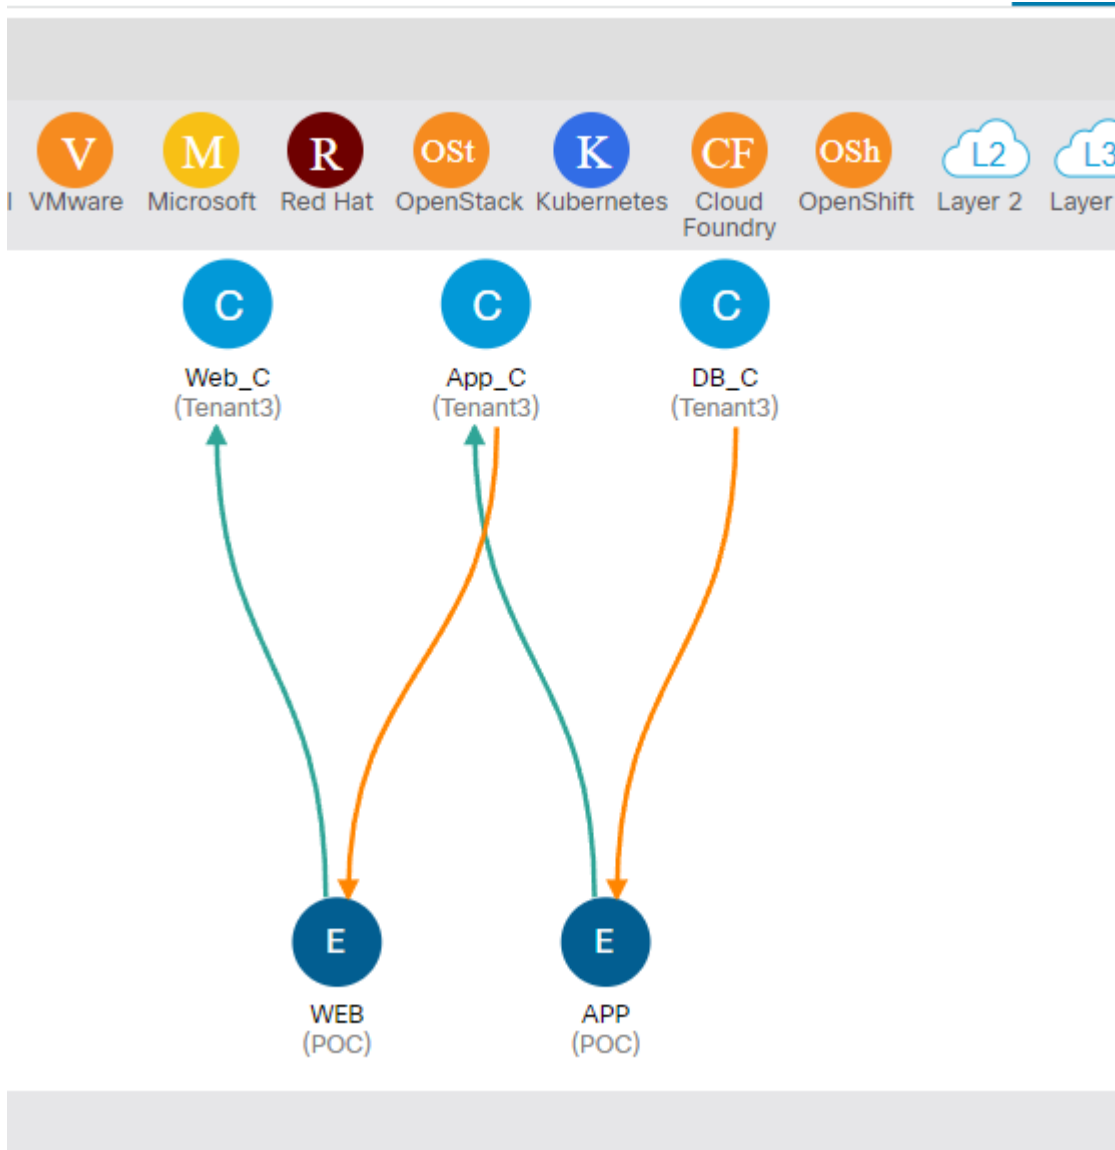 V M R OSt K CF OSh L2 L3
l VMware Microsoft Red Hat OpenStack Kubernetes Cloud Foundry OpenShift Layer 2 Layer
C C C
Web_C App_C DB_C
(Tenant3) (Tenant3) (Tenant3)
E E
WEB APP
(POC) (POC)